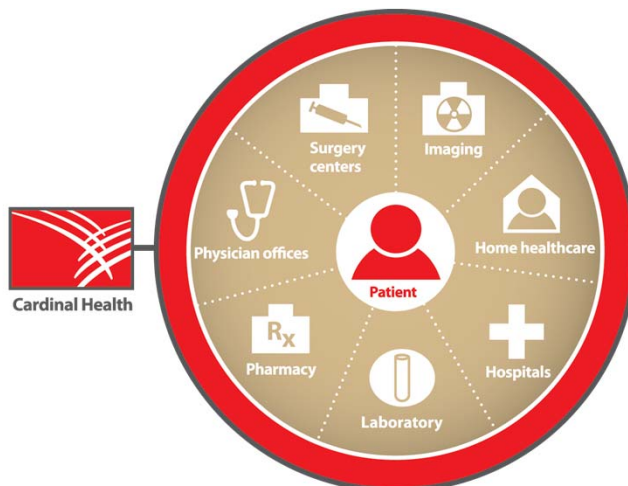 Surgery
centers
Imaging
Physician offices
Home healthcare
Cardinal Health
Patient
Rx
Pharmacy
Hospitals
Laboratory